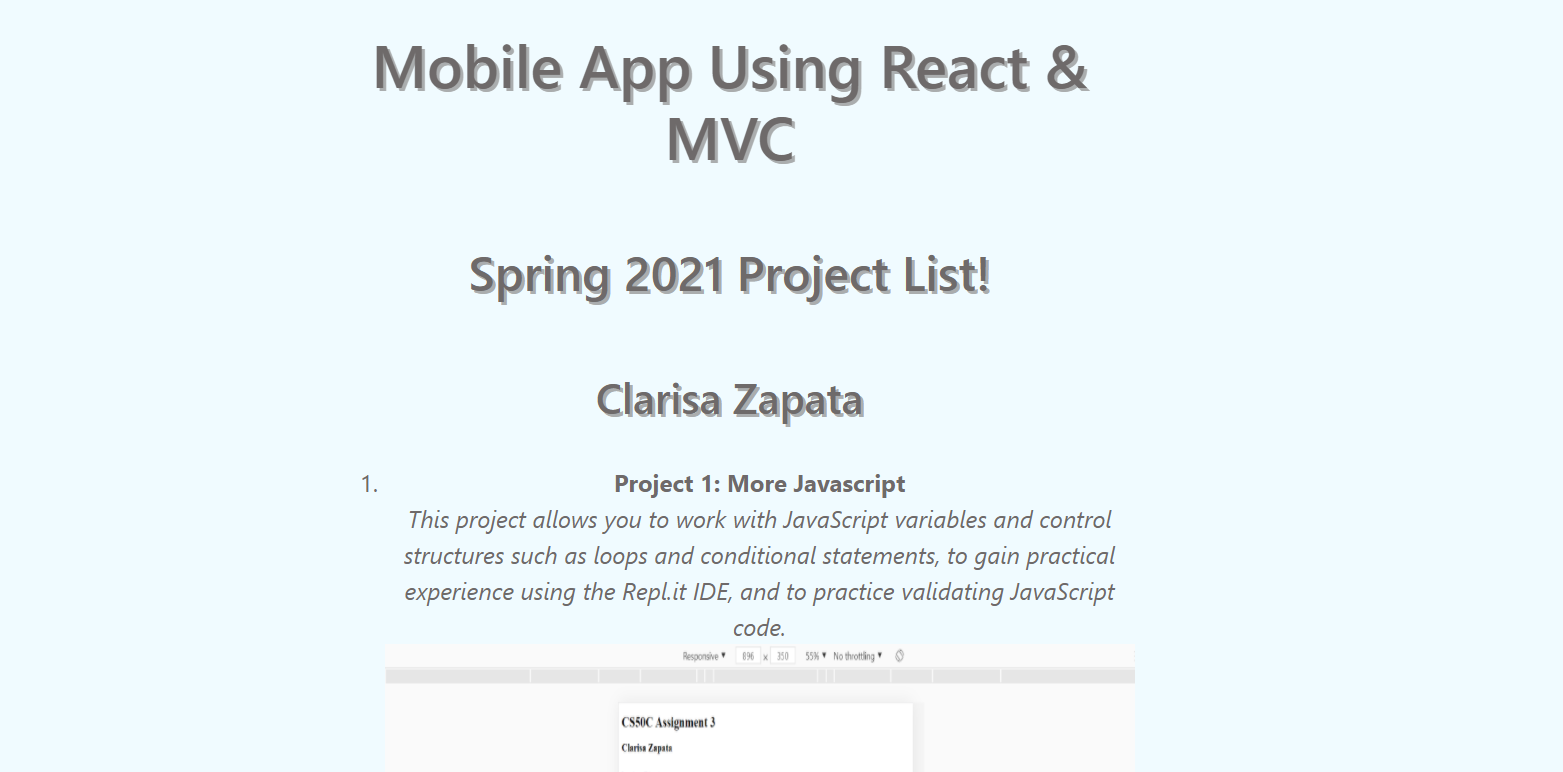 Mobile App Using React &
MVC
Spring 2021 Project List!
Clarisa Zapata
1. Project 1: More Javascript
This project allows you to work with JavaScript variables and control
structures such as loops and conditional statements, to gain practical
experience using the Repl.it IDE, and to practice validating JavaScript
code.
Responsive ▼ 896 x 350 55% ▼ No throttling ▼
CS50C Assignment 3
Clarisa Zapata